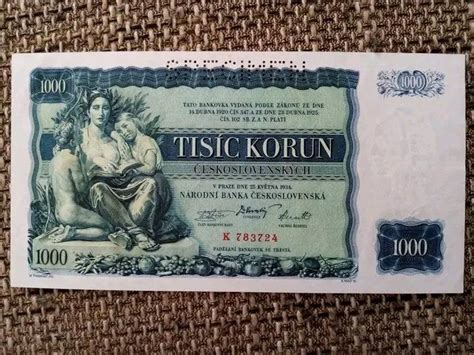 SPECIMEN
1000
1000
TATO BANKOVKA VYDANÁ PODLE ZÁKONŮ ZE DNE
14. DUBNA 1920, ČÍS. 347 A ZE DNE 23. DUBNA 1925,
ČÍS. 102 SB. Z. A N. PLATÍ
TISÍC KORUN
ČESKOSLOVENSKÝCH
V PRAZE DNE 25. KVĚTNA 1934
NÁRODNÍ BANKA ČESKOSLOVENSKÁ
K 783724
PADĚLÁNÍ BANKOVEK SE TRESTÁ
1000
1000